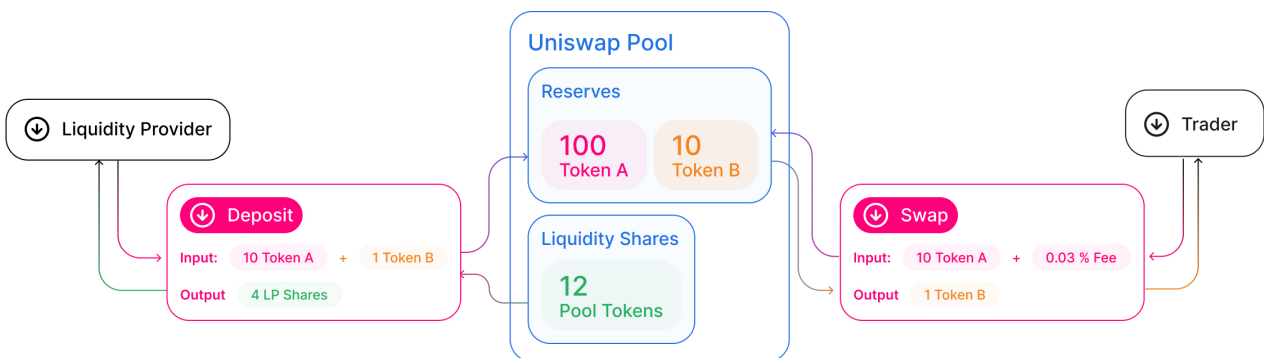 Liquidity Provider
Deposit
Input: 10 Token A + 1 Token B
Output 4 LP Shares
Uniswap Pool
Reserves
100
Token A
10
Token B
Liquidity Shares
12
Pool Tokens
Trader
Swap
Input: 10 Token A + 0.03 % Fee
Output 1 Token B